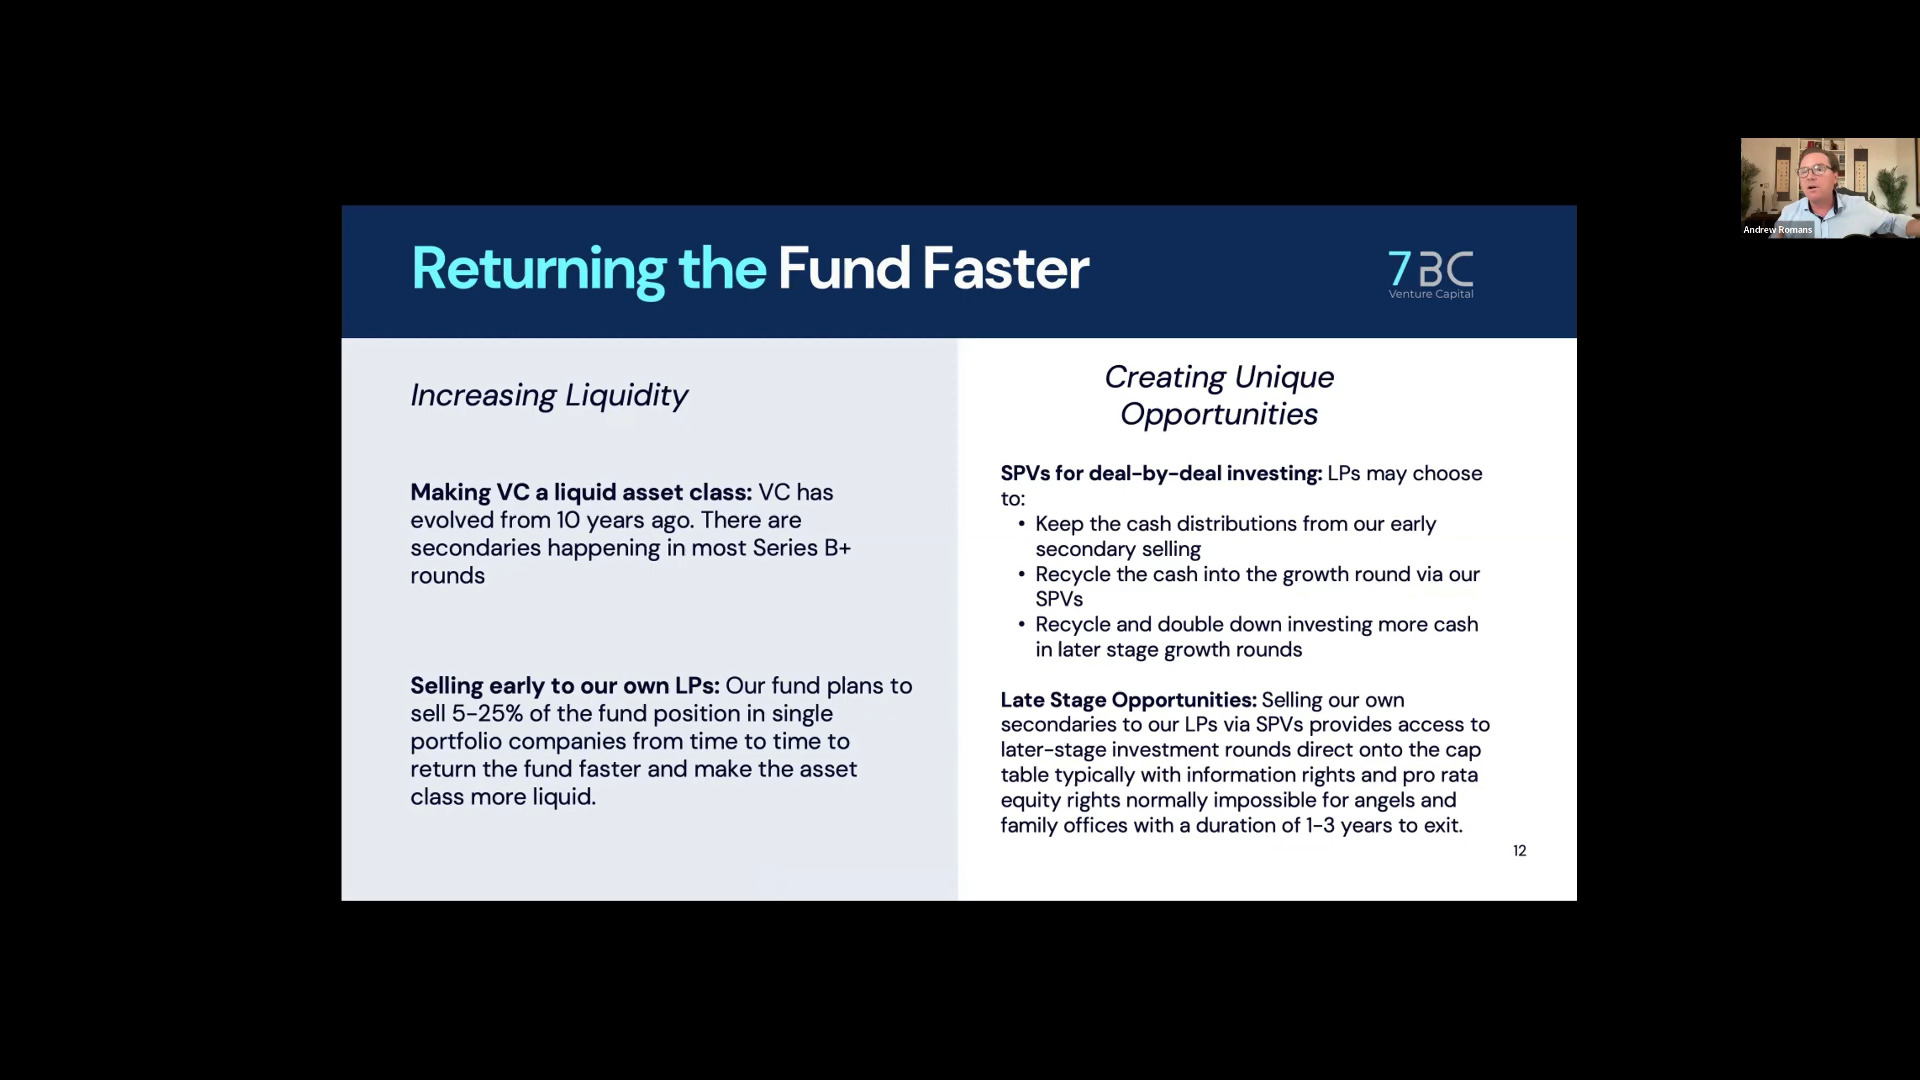 Returning the Fund Faster
7BC
Venture Capital
Increasing Liquidity
Making VC a liquid asset class: VC has
evolved from 10 years ago. There are
secondaries happening in most Series B+
rounds
Selling early to our own LPs: Our fund plans to
sell 5-25% of the fund position in single
portfolio companies from time to time to
return the fund faster and make the asset
class more liquid.
Creating Unique
Opportunities
SPVs for deal-by-deal investing: LPs may choose
to:
• Keep the cash distributions from our early
secondary selling
• Recycle the cash into the growth round via our
SPVs
• Recycle and double down investing more cash
in later stage growth rounds
Late Stage Opportunities: Selling our own
secondaries to our LPs via SPVs provides access to
later-stage investment rounds direct onto the cap
table typically with information rights and pro rata
equity rights normally impossible for angels and
family offices with a duration of 1-3 years to exit.
12
Andrew Romans